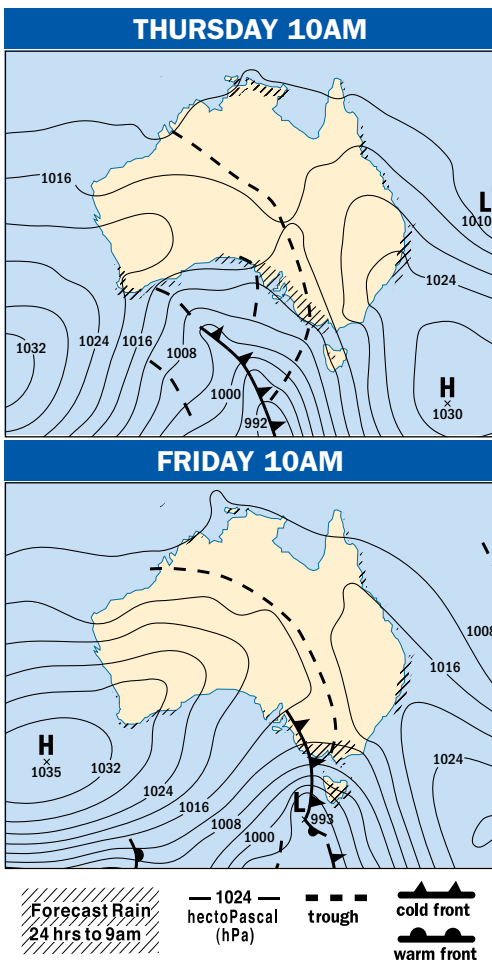 THURSDAY 10AM
1016
L
1010
1024
1024
1016
1032
1008
1000
992
H
×
1030
FRIDAY 10AM
1008
1016
H
×
1035
1032
1024
1024
1016
L
×993
1008
1000
Forecast Rain
24 hrs to 9am
1024
hectoPascal
(hPa)
trough
cold front
warm front